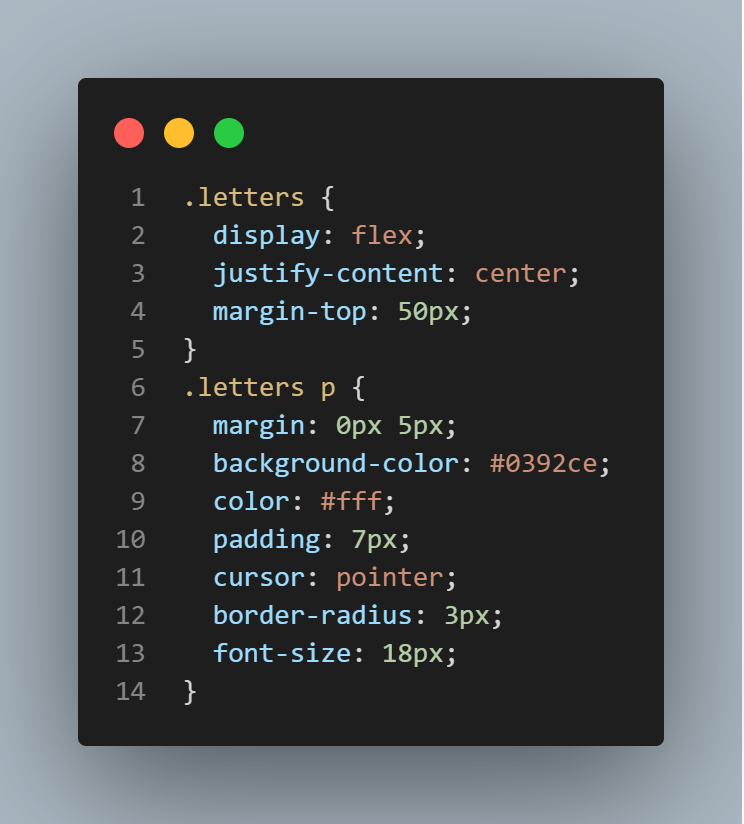 1 .letters {
2 display: flex;
3 justify-content: center;
4 margin-top: 50px;
5 }
6 .letters p {
7 margin: 0px 5px;
8 background-color: #0392ce;
9 color: #fff;
10 padding: 7px;
11 cursor: pointer;
12 border-radius: 3px;
13 font-size: 18px;
14 }